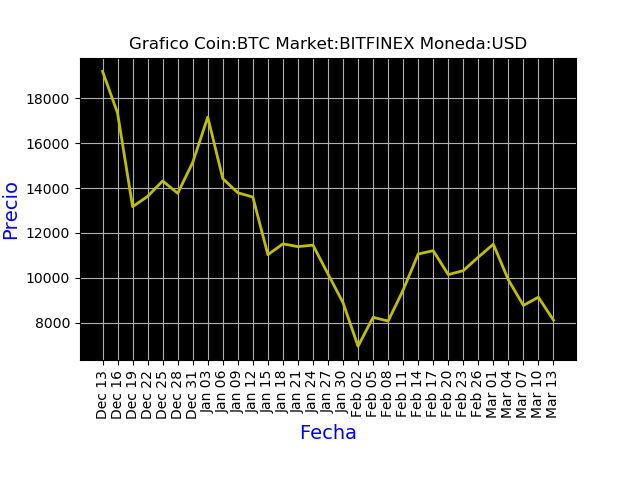 Grafico Coin:BTC Market:BITFINEX Moneda:USD
Precio
18000
16000
14000
12000
10000
8000
Dec 13
Dec 16
Dec 19
Dec 22
Dec 25
Dec 28
Dec 31
Jan 03
Jan 06
Jan 09
Jan 12
Jan 15
Jan 18
Jan 21
Jan 24
Jan 27
Jan 30
Feb 02
Feb 05
Feb 08
Feb 11
Feb 14
Feb 17
Feb 20
Feb 23
Feb 26
Mar 01
Mar 04
Mar 07
Mar 10
Mar 13
Fecha